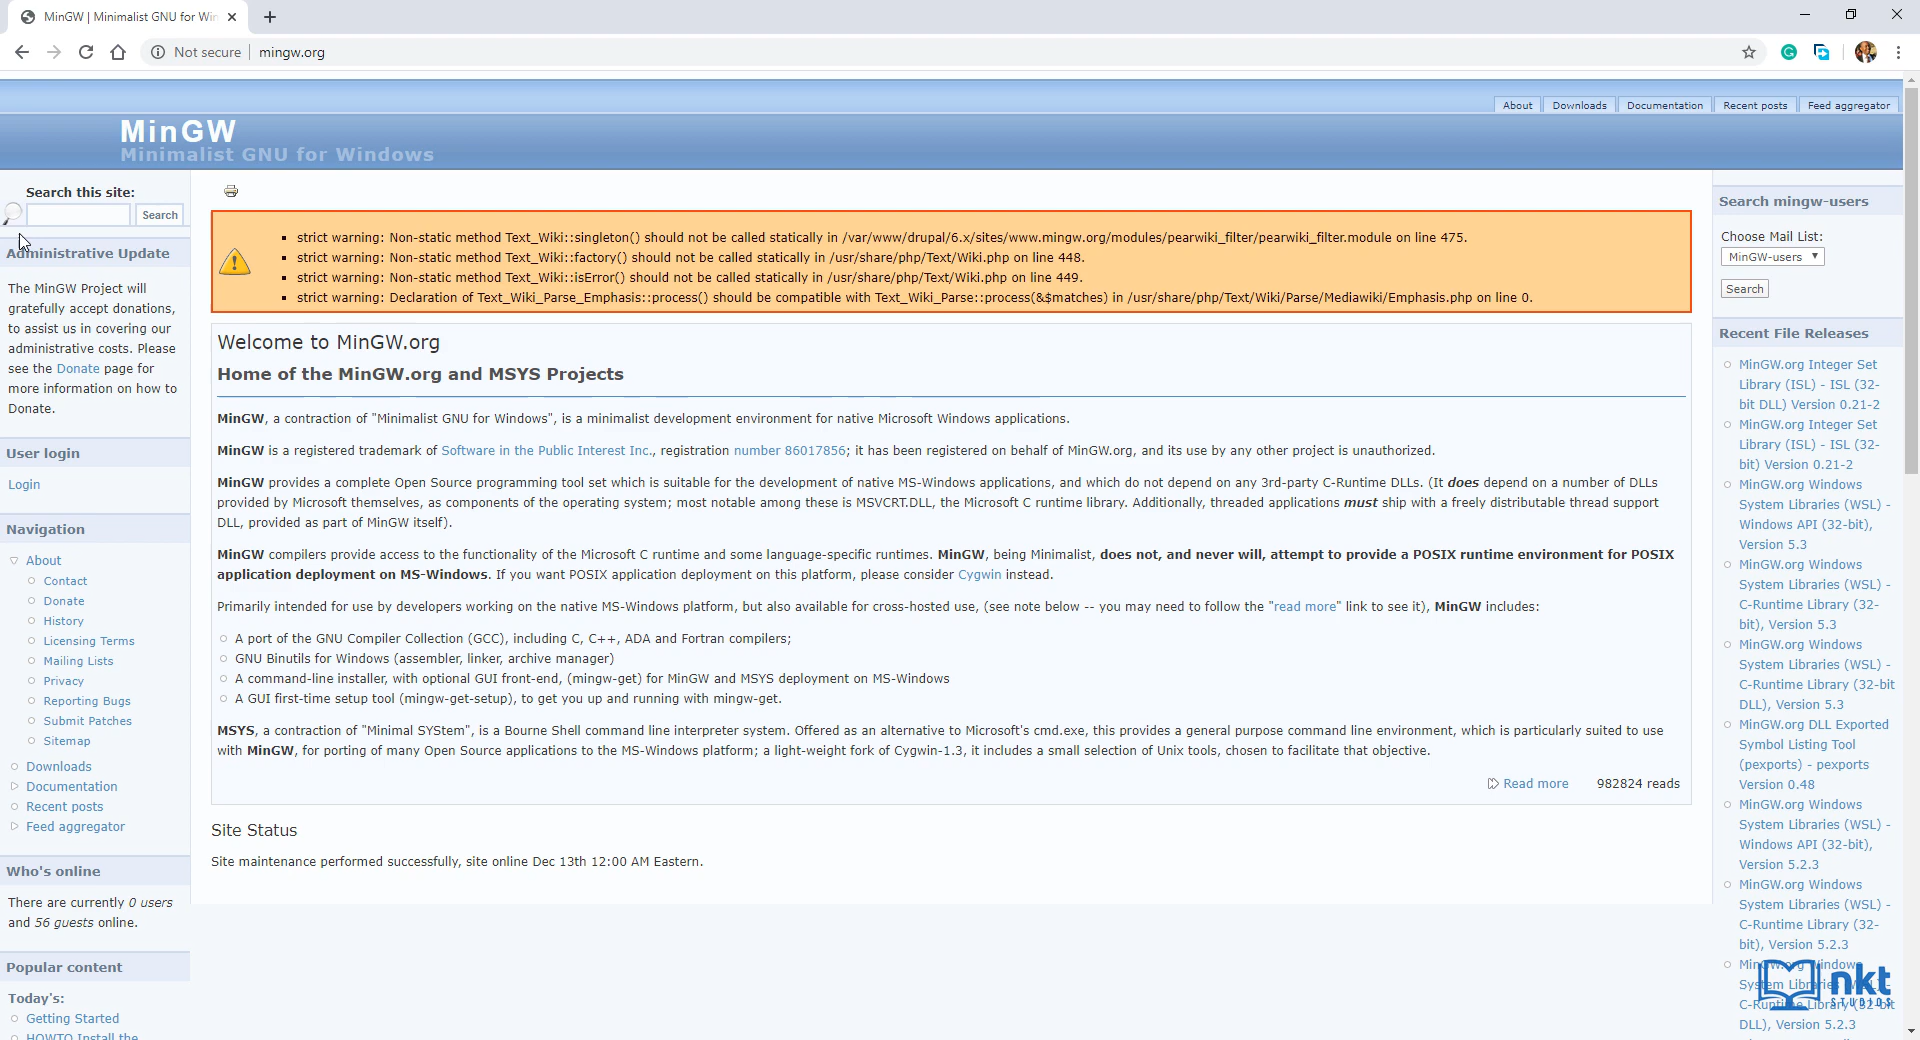 MinGW | Minimalist GNU for Win
Not secure
mingw.org
About
Downloads
Documentation
Recent posts
Feed aggregator
MinGW
Minimalist GNU for Windows
Search this site:
Search
Administrative Update
The MinGW Project will
gratefully accept donations,
to assist us in covering our
administrative costs. Please
see the Donate page for
more information on how to
Donate.
User login
Login
Navigation
About
Contact
Donate
History
Licensing Terms
Mailing Lists
Privacy
Reporting Bugs
Submit Patches
Sitemap
Downloads
Documentation
Recent posts
Feed aggregator
Who's online
There are currently 0 users
and 56 guests online.
Popular content
Today's:
Getting Started
HOWTO Install the
strict warning: Non-static method Text_Wiki::singleton() should not be called statically in /var/www/drupal/6.x/sites/www.mingw.org/modules/pearwiki_filter/pearwiki_filter.module on line 475.
strict warning: Non-static method Text_Wiki::factory() should not be called statically in /usr/share/php/Text/Wiki.php on line 448.
strict warning: Non-static method Text_Wiki::isError() should not be called statically in /usr/share/php/Text/Wiki.php on line 449.
strict warning: Declaration of Text_Wiki_Parse_Emphasis::process() should be compatible with Text_Wiki_Parse::process(&$matches) in /usr/share/php/Text/Wiki/Parse/Mediawiki/Emphasis.php on line 0.
Welcome to MinGW.org
Home of the MinGW.org and MSYS Projects
MinGW, a contraction of "Minimalist GNU for Windows", is a minimalist development environment for native Microsoft Windows applications.
MinGW is a registered trademark of Software in the Public Interest Inc., registration number 86017856; it has been registered on behalf of MinGW.org, and its use by any other project is unauthorized.
MinGW provides a complete Open Source programming tool set which is suitable for the development of native MS-Windows applications, and which do not depend on any 3rd-party C-Runtime DLLs. (It does depend on a number of DLLs
provided by Microsoft themselves, as components of the operating system; most notable among these is MSVCRT.DLL, the Microsoft C runtime library. Additionally, threaded applications must ship with a freely distributable thread support
DLL, provided as part of MinGW itself).
MinGW compilers provide access to the functionality of the Microsoft C runtime and some language-specific runtimes. MinGW, being Minimalist, does not, and never will, attempt to provide a POSIX runtime environment for POSIX
application deployment on MS-Windows. If you want POSIX application deployment on this platform, please consider Cygwin instead.
Primarily intended for use by developers working on the native MS-Windows platform, but also available for cross-hosted use, (see note below -- you may need to follow the "read more" link to see it), MinGW includes:
A port of the GNU Compiler Collection (GCC), including C, C++, ADA and Fortran compilers;
GNU Binutils for Windows (assembler, linker, archive manager)
A command-line installer, with optional GUI front-end, (mingw-get) for MinGW and MSYS deployment on MS-Windows
A GUI first-time setup tool (mingw-get-setup), to get you up and running with mingw-get.
MSYS, a contraction of "Minimal SYStem", is a Bourne Shell command line interpreter system. Offered as an alternative to Microsoft's cmd.exe, this provides a general purpose command line environment, which is particularly suited to use
with MinGW, for porting of many Open Source applications to the MS-Windows platform; a light-weight fork of Cygwin-1.3, it includes a small selection of Unix tools, chosen to facilitate that objective.
Read more
982824 reads
Site Status
Site maintenance performed successfully, site online Dec 13th 12:00 AM Eastern.
Search mingw-users
Choose Mail List:
MinGW-users
Search
Recent File Releases
MinGW.org Integer Set
Library (ISL) - ISL (32-
bit DLL) Version 0.21-2
MinGW.org Integer Set
Library (ISL) - ISL (32-
bit) Version 0.21-2
MinGW.org Windows
System Libraries (WSL) -
Windows API (32-bit),
Version 5.3
MinGW.org Windows
System Libraries (WSL) -
C-Runtime Library (32-
bit), Version 5.3
MinGW.org Windows
System Libraries (WSL) -
C-Runtime Library (32-bit
DLL), Version 5.3
MinGW.org DLL Exported
Symbol Listing Tool
(pexports) - pexports
Version 0.48
MinGW.org Windows
System Libraries (WSL) -
Windows API (32-bit),
Version 5.2.3
MinGW.org Windows
System Libraries (WSL) -
C-Runtime Library (32-
bit), Version 5.2.3
MinGW.org Windows
System Libraries (WSL) -
C-Runtime Library (32-bit
DLL), Version 5.2.3
nkt
STUDIOS